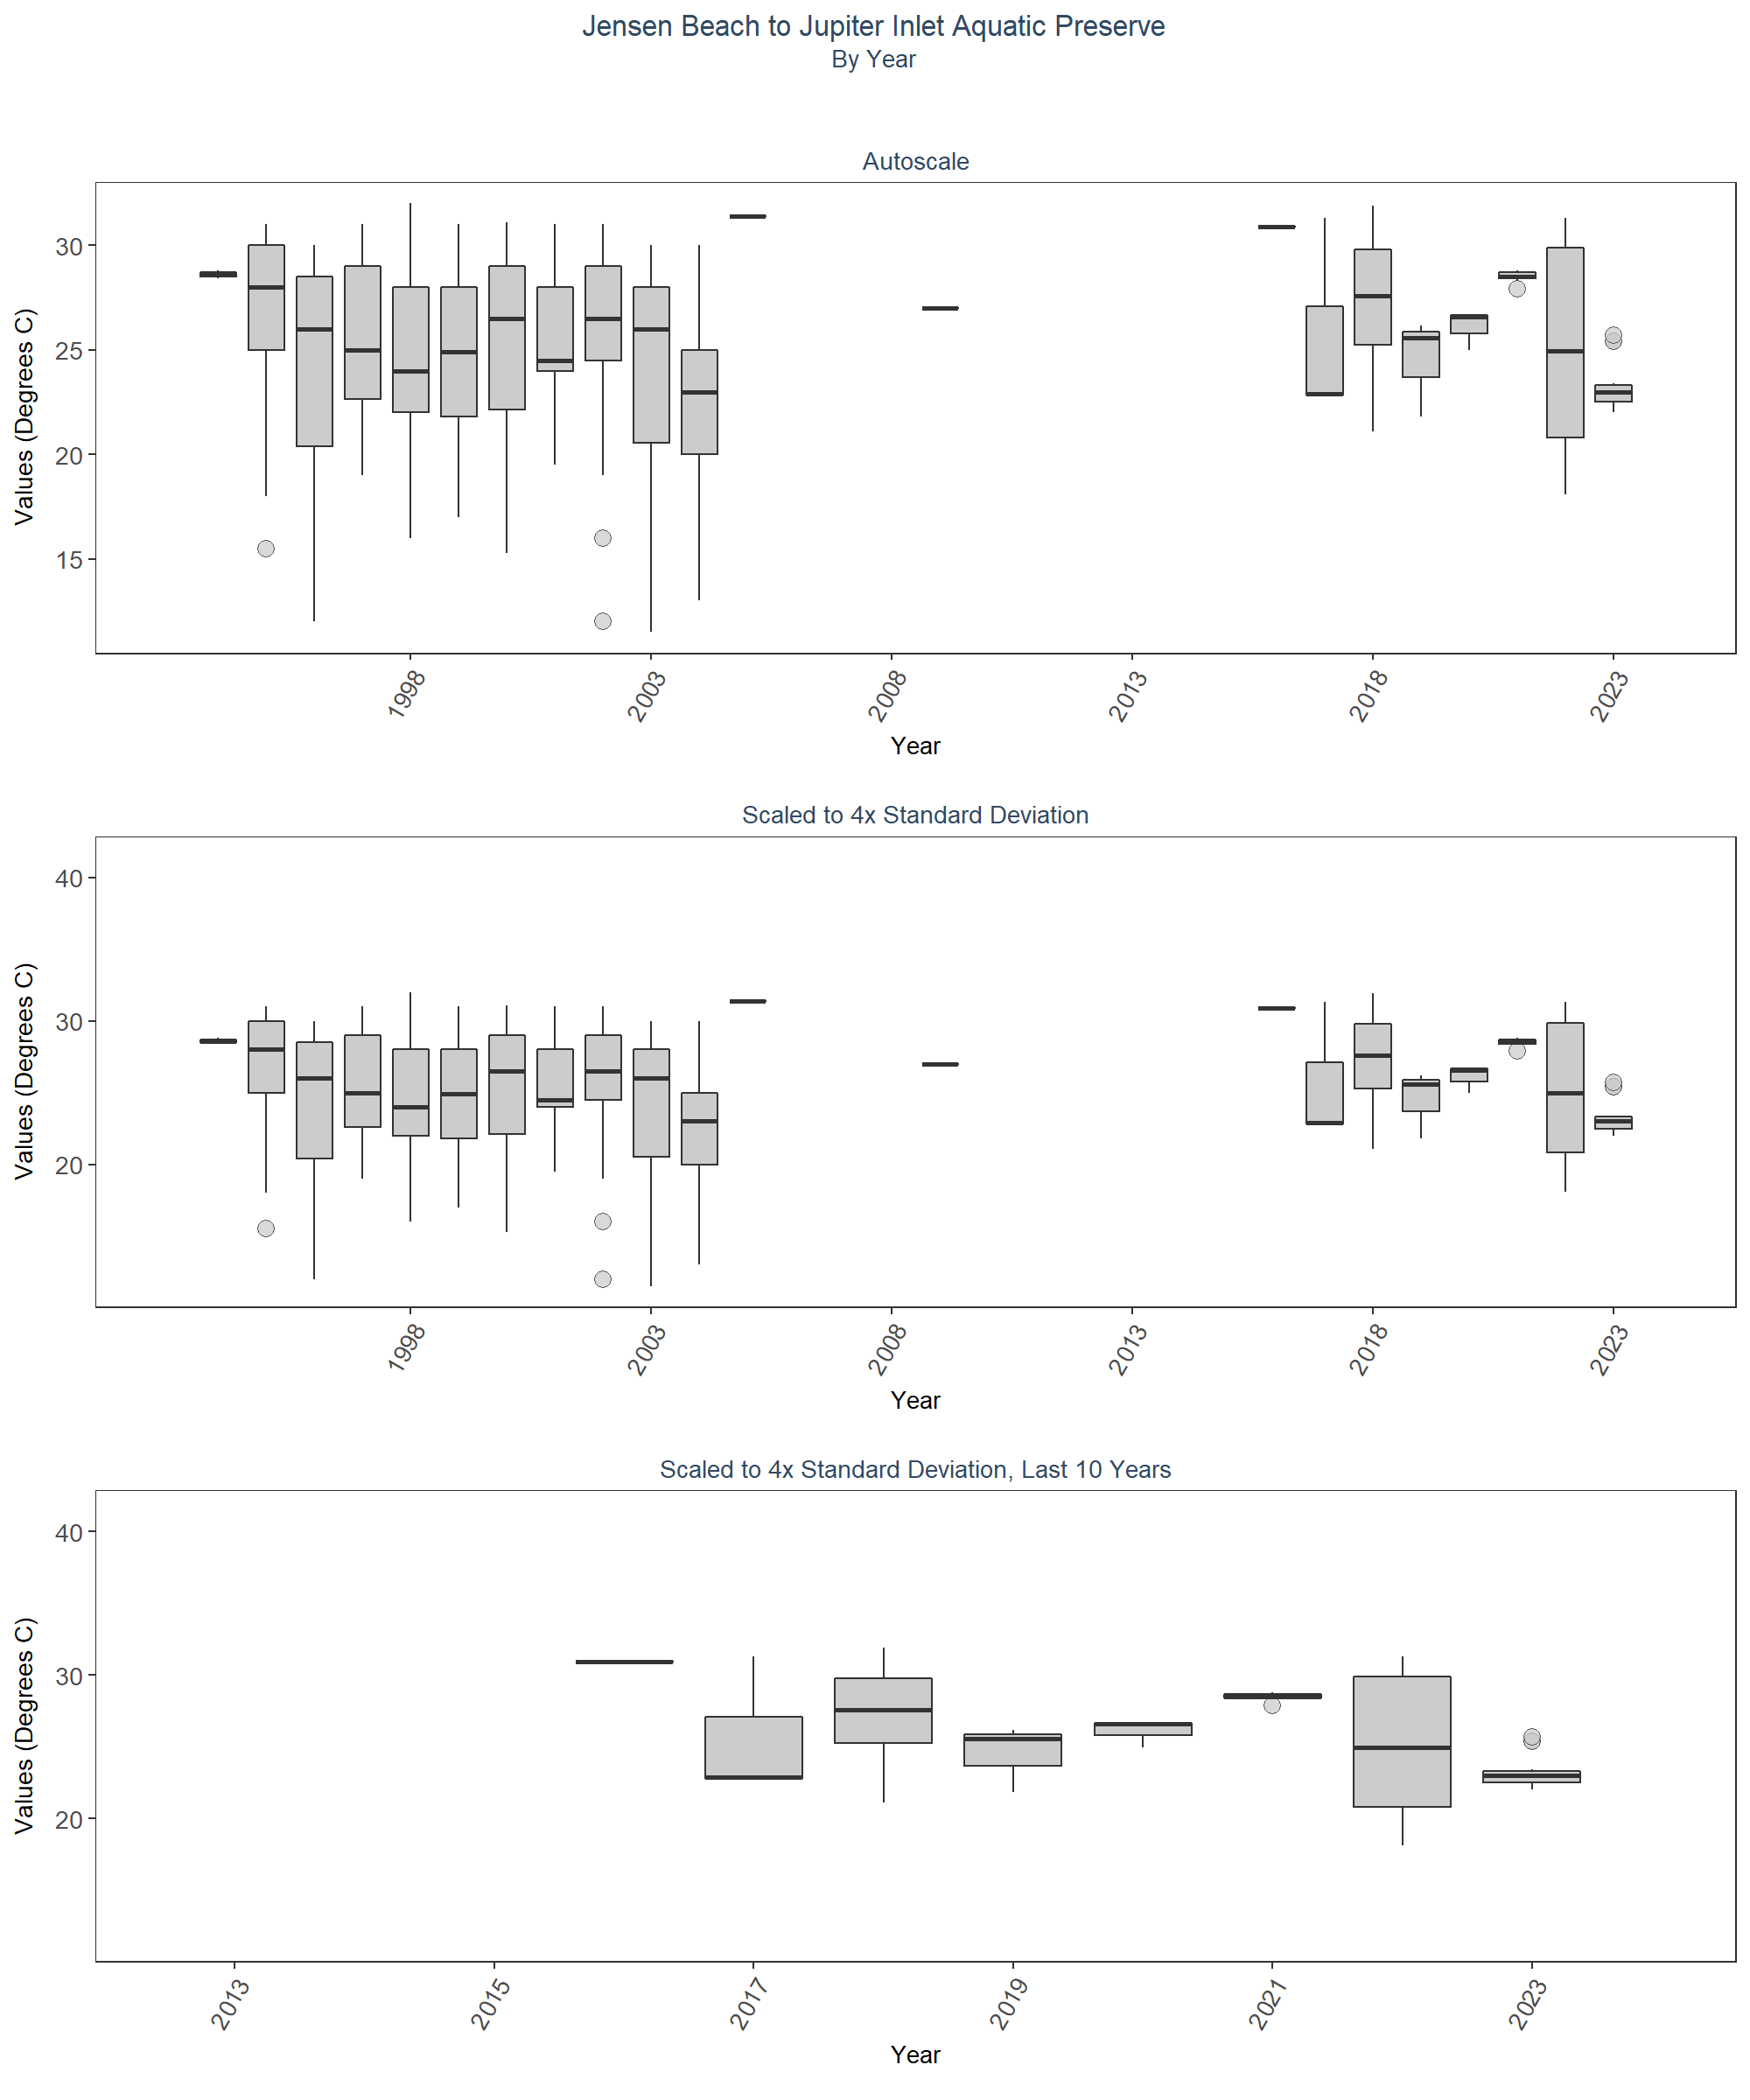 Jensen Beach to Jupiter Inlet Aquatic Preserve
By Year
Autoscale
Values (Degrees C)
30
25
20
15
1998 2003 2008 2013 2018 2023
Year
Scaled to 4x Standard Deviation
Values (Degrees C)
40
30
20
1998 2003 2008 2013 2018 2023
Year
Scaled to 4x Standard Deviation, Last 10 Years
Values (Degrees C)
40
30
20
2013 2015 2017 2019 2021 2023
Year